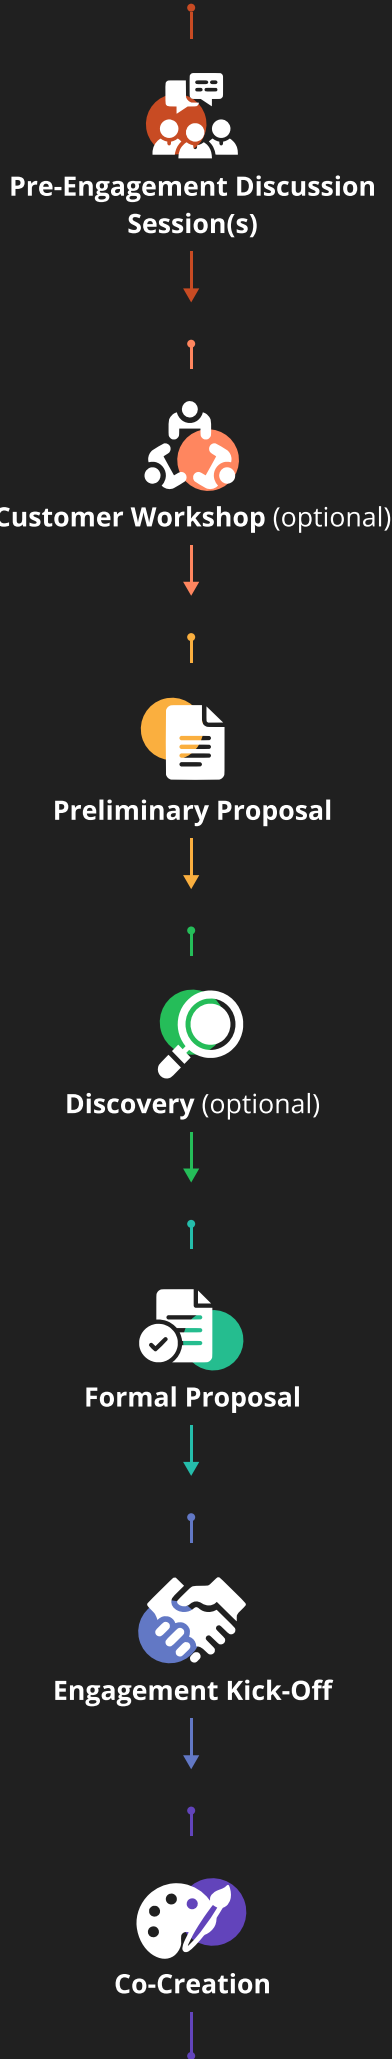 Pre-Engagement Discussion
Session(s)
Customer Workshop (optional)
Preliminary Proposal
Discovery (optional)
Formal Proposal
Engagement Kick-Off
Co-Creation